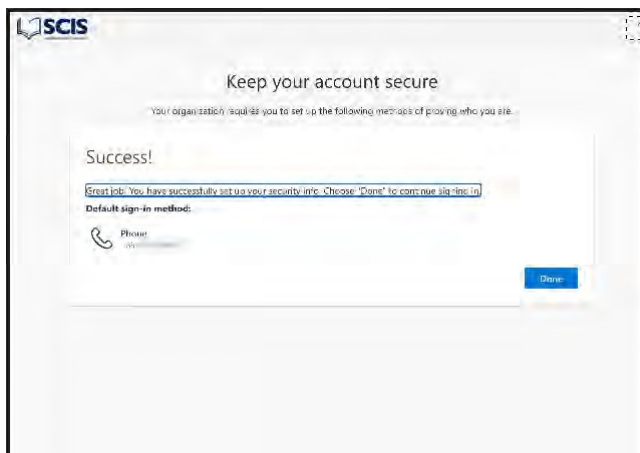 SCIS
Keep your account secure
Your organization requires you to set up the following methods of proving who you are.
Success!
Great job! You have successfully set up your security info. Choose "Done" to continue signing in.
Default sign-in method:
Phone
Done